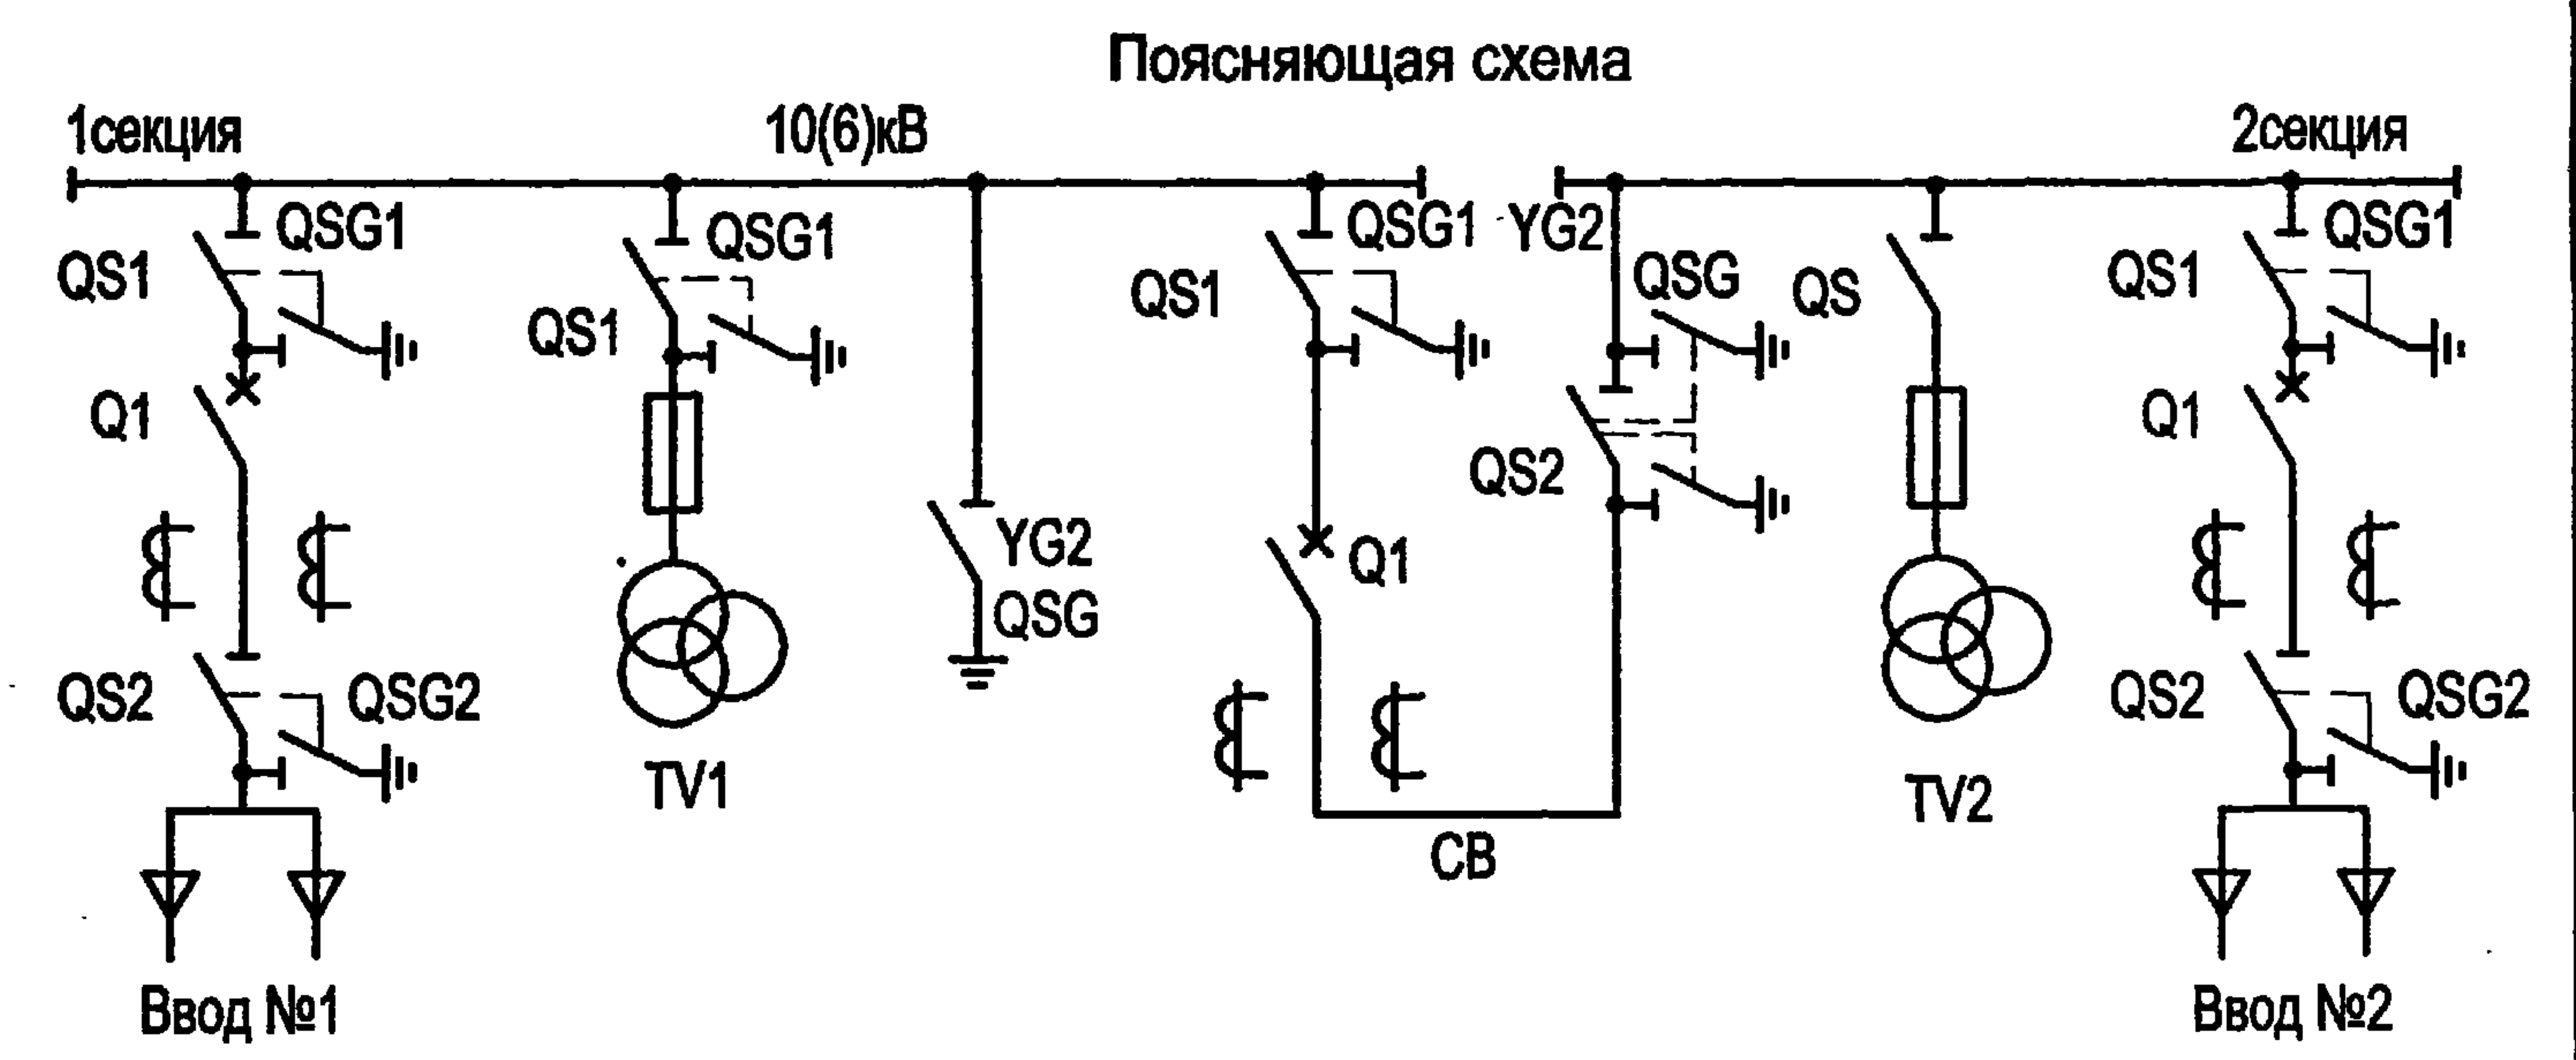 Поясняющая схема
1секция
10(6)кВ
2секция
QSG1
QS1
Q1
QS2
QSG2
Ввод №1
QSG1
QS1
TV1
YG2
QSG
QSG1
QS1
Q1
СВ
YG2
QSG
QS2
QS
TV2
QSG1
QS1
Q1
QS2
QSG2
Ввод №2